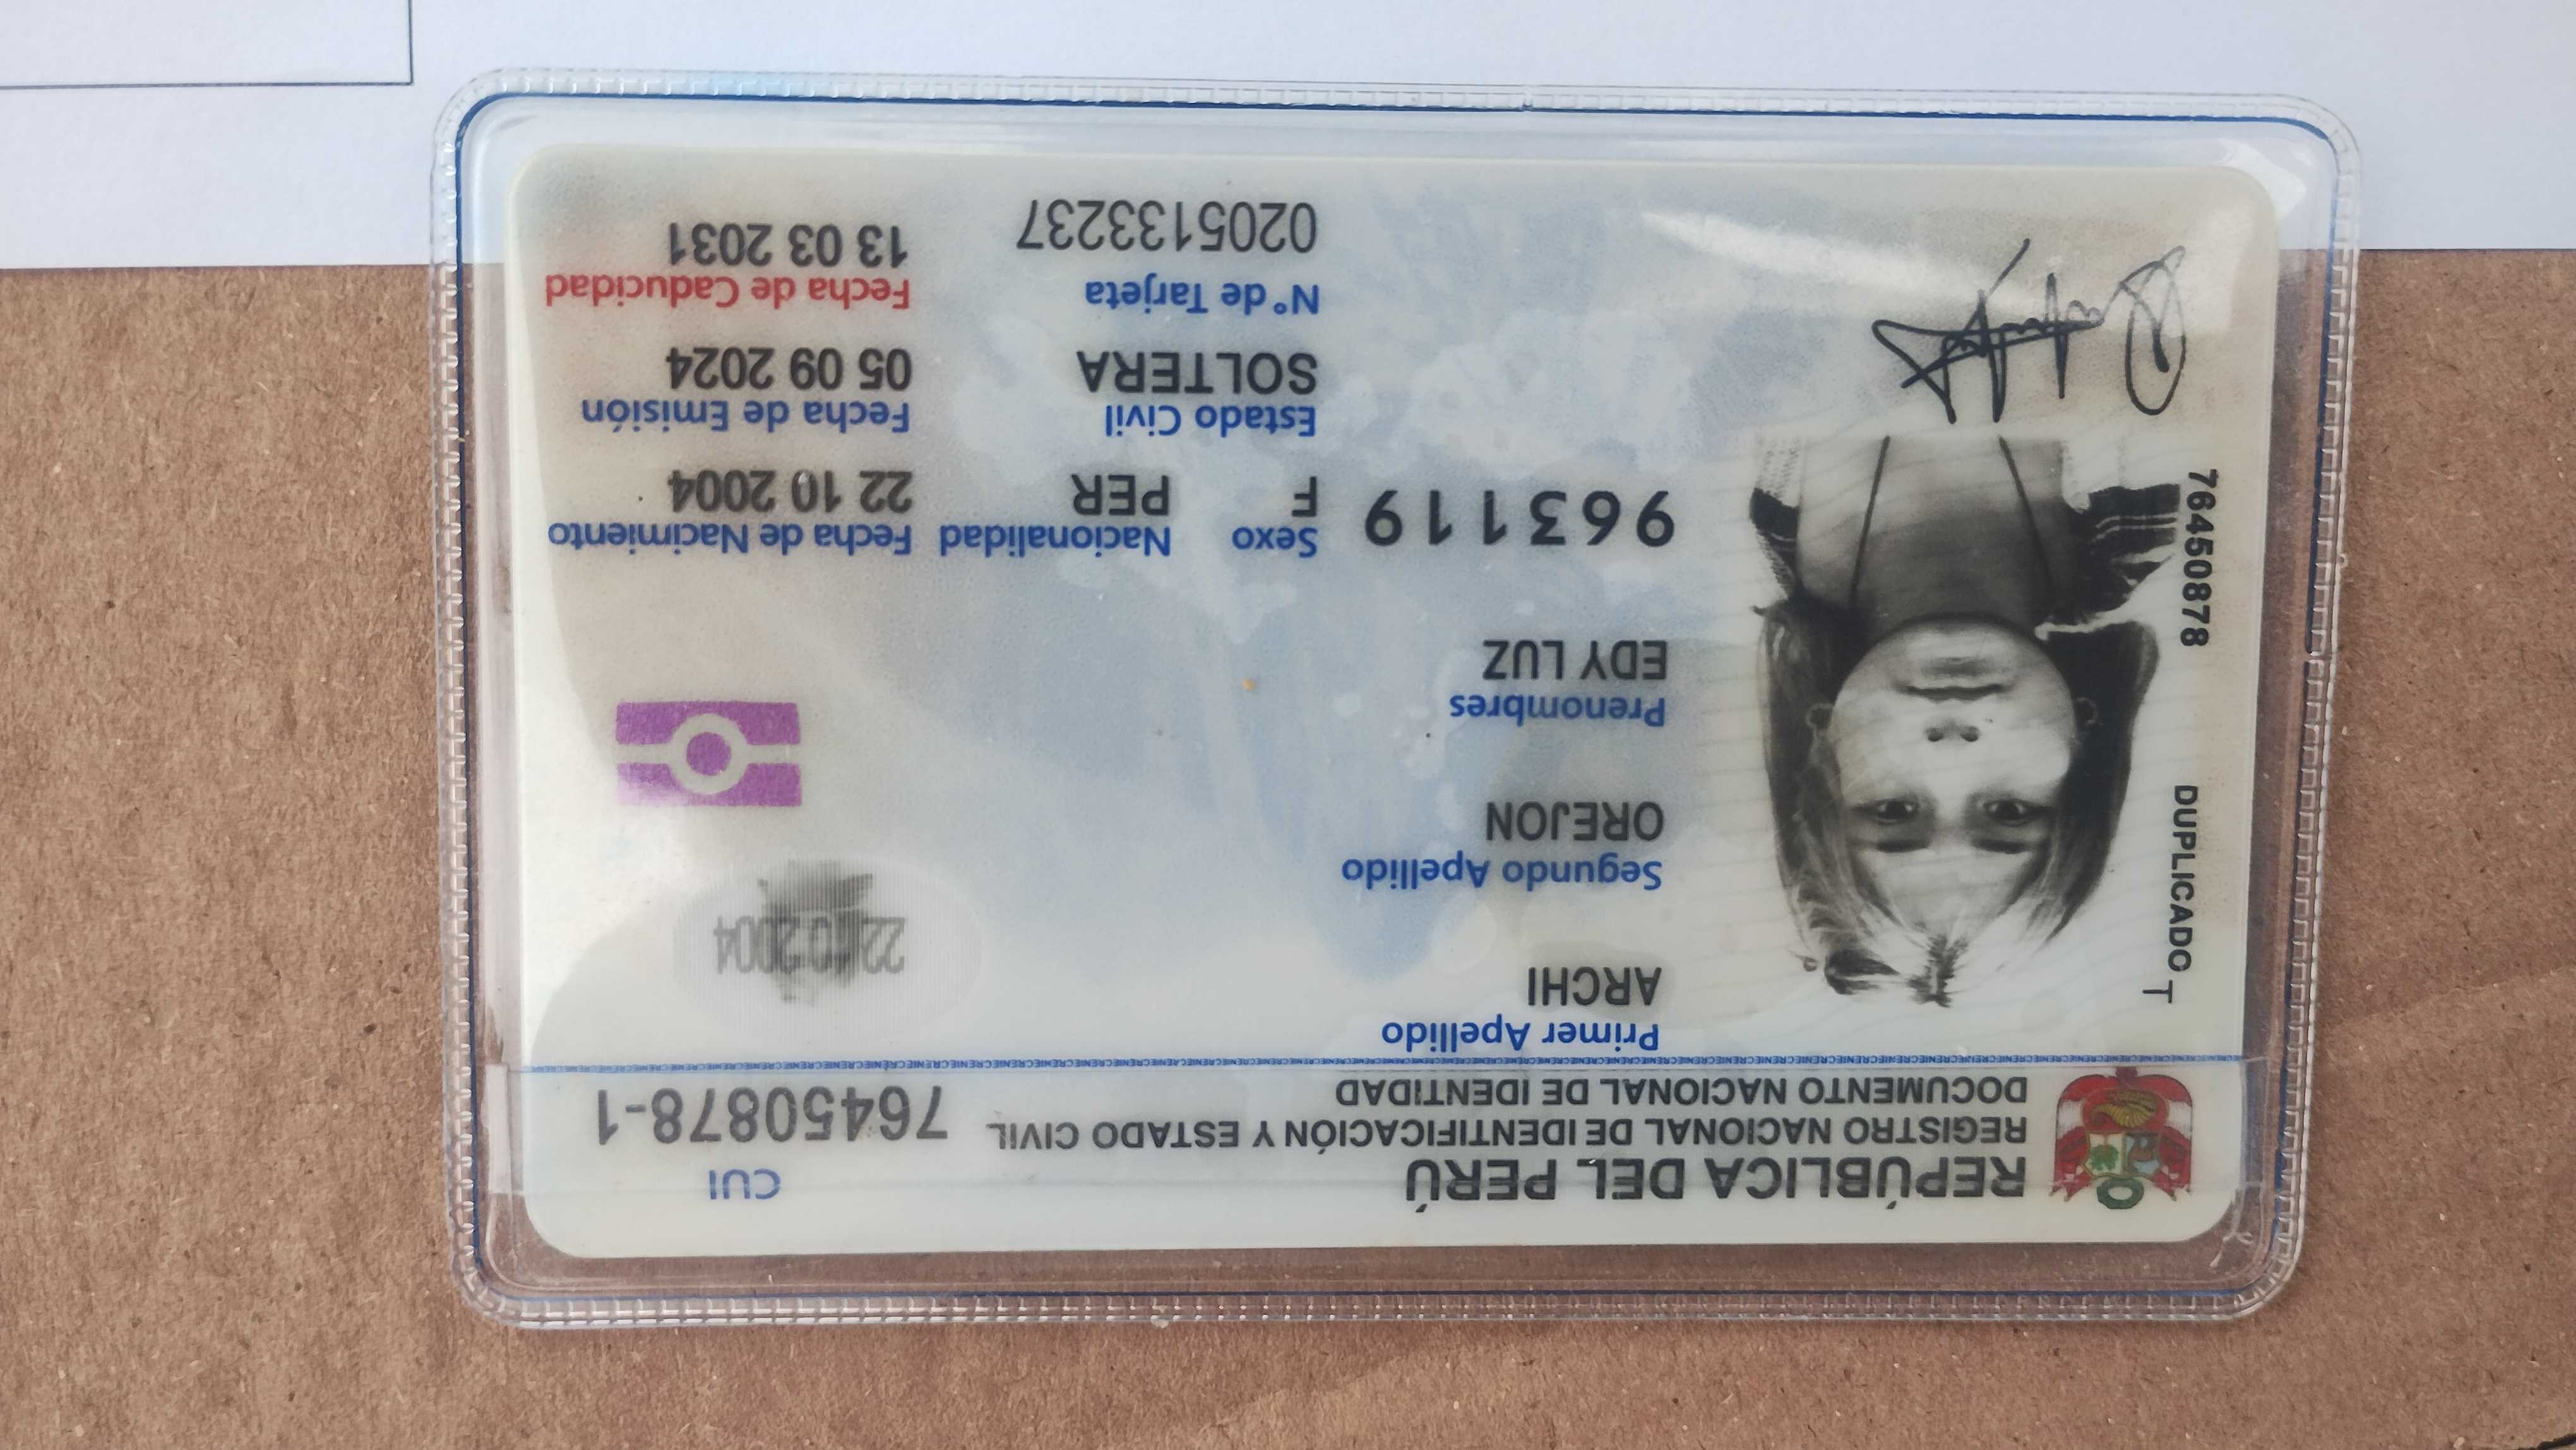 REPÚBLICA DEL PERÚ
REGISTRO NACIONAL DE IDENTIFICACIÓN Y ESTADO CIVIL
DOCUMENTO NACIONAL DE IDENTIDAD
CUI
76450878-1
Primer Apellido
ARCHI
22 10 2004
Segundo Apellido
OREJON
Prenombres
EDY LUZ
DUPLICADO T
76450878
963119
Sexo Nacionalidad Fecha de Nacimiento
F PER 22 10 2004
Estado Civil Fecha de Emisión
SOLTERA 05 09 2024
N° de Tarjeta Fecha de Caducidad
0205133237 13 03 2031